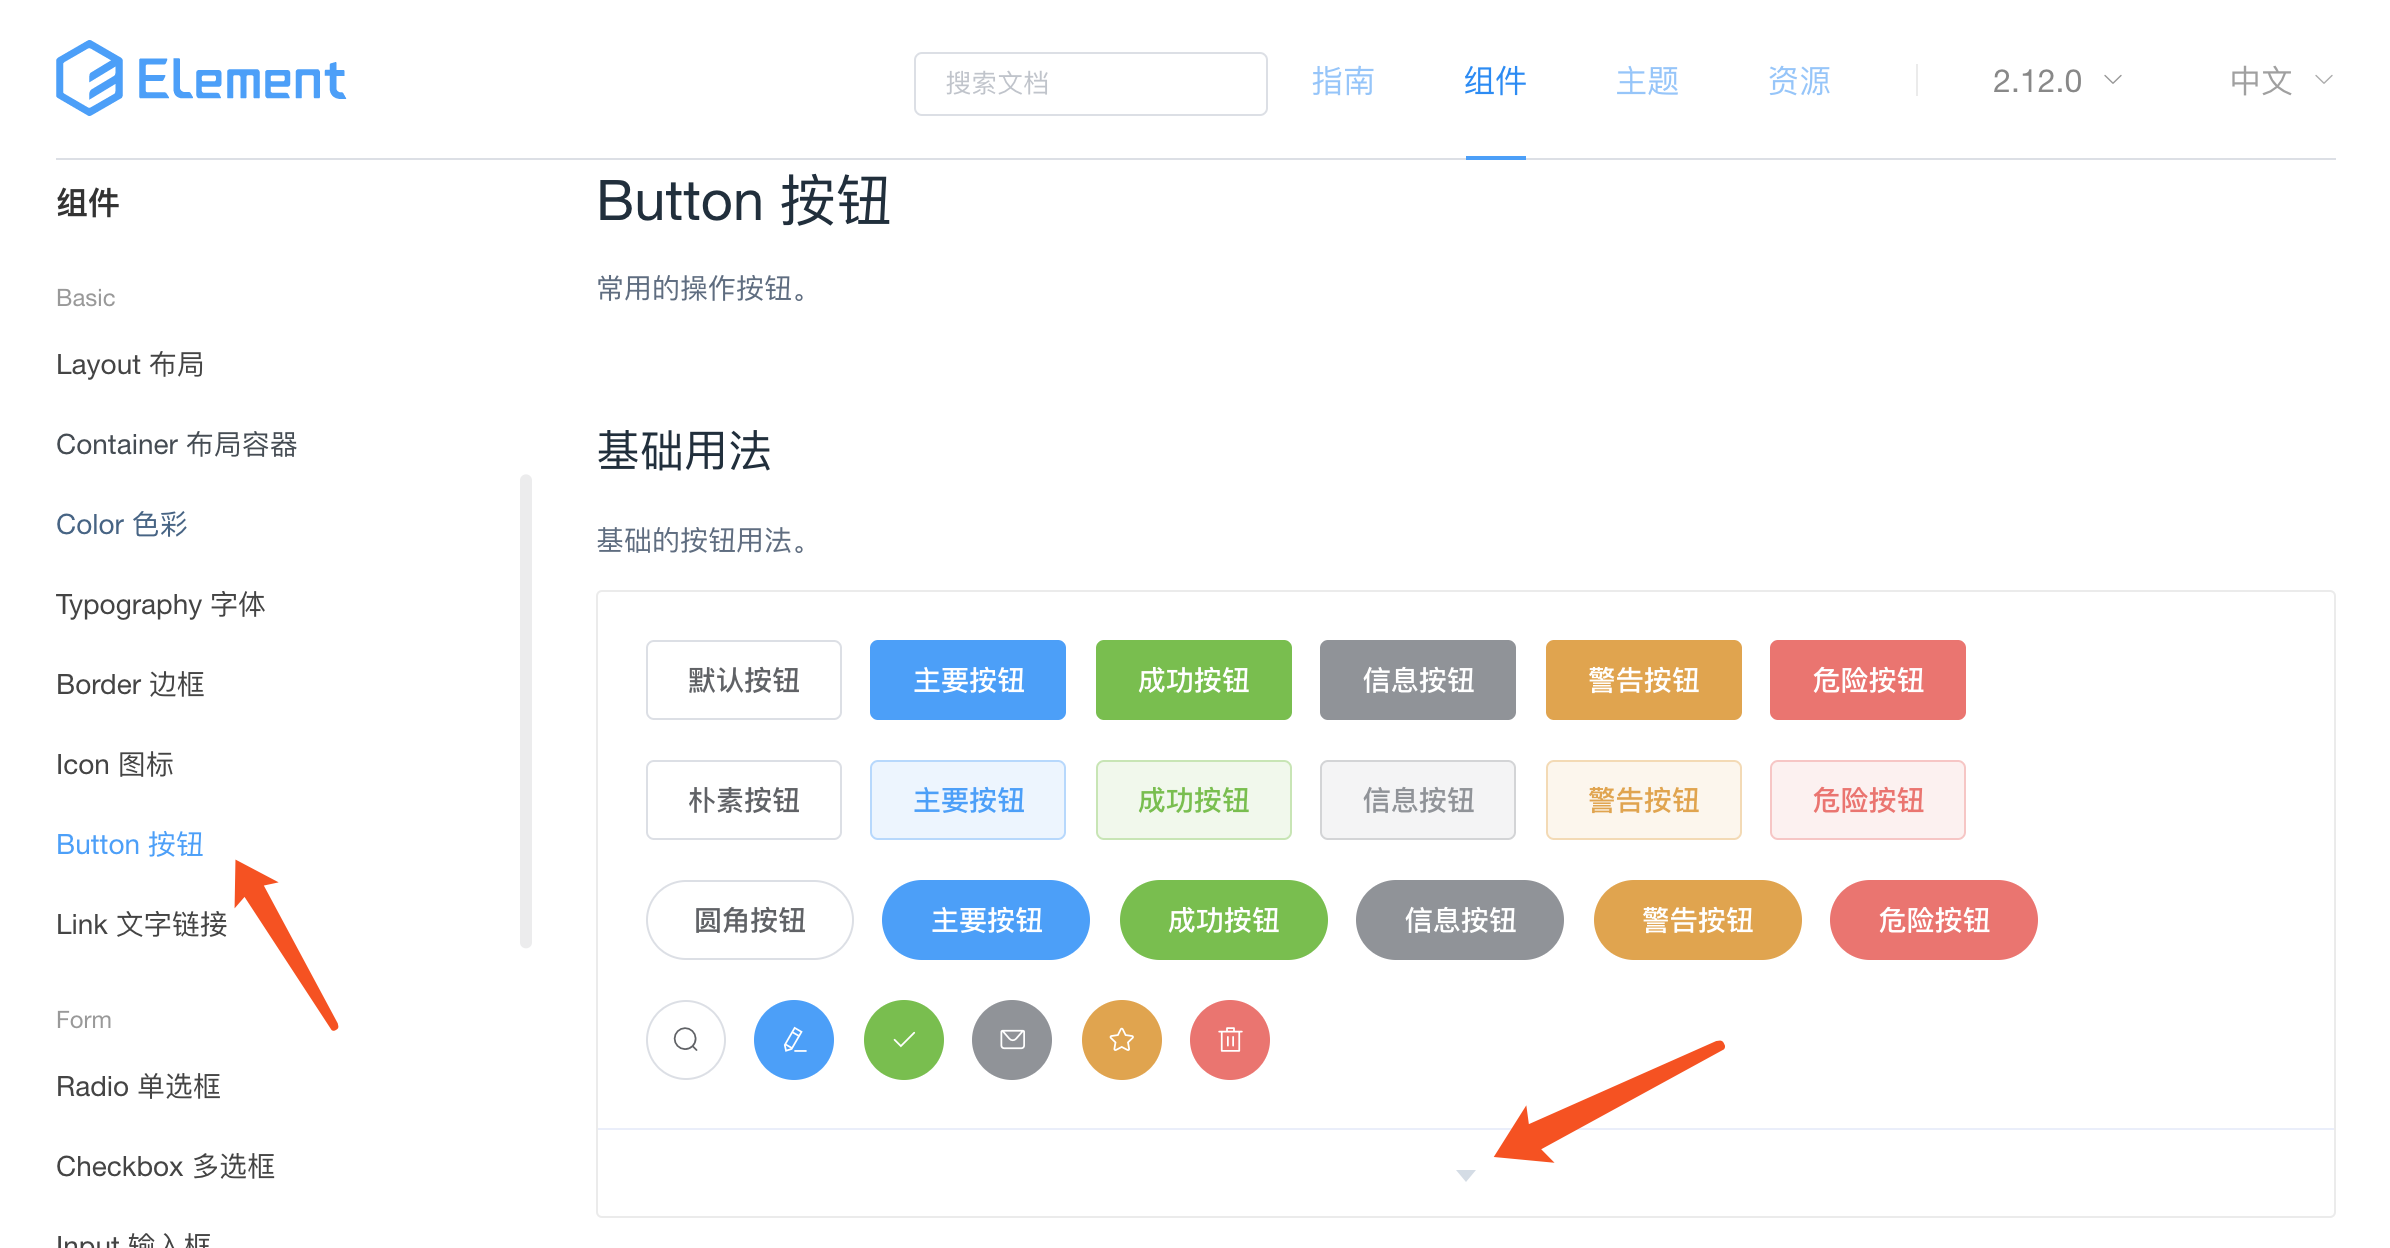 Element
搜索文档
指南 组件 主题 资源 2.12.0 中文
组件
Basic
Layout 布局
Container 布局容器
Color 色彩
Typography 字体
Border 边框
Icon 图标
Button 按钮
Link 文字链接
Form
Radio 单选框
Checkbox 多选框
Input 输入框
Button 按钮
常用的操作按钮。
基础用法
基础的按钮用法。
默认按钮 主要按钮 成功按钮 信息按钮 警告按钮 危险按钮
朴素按钮 主要按钮 成功按钮 信息按钮 警告按钮 危险按钮
圆角按钮 主要按钮 成功按钮 信息按钮 警告按钮 危险按钮